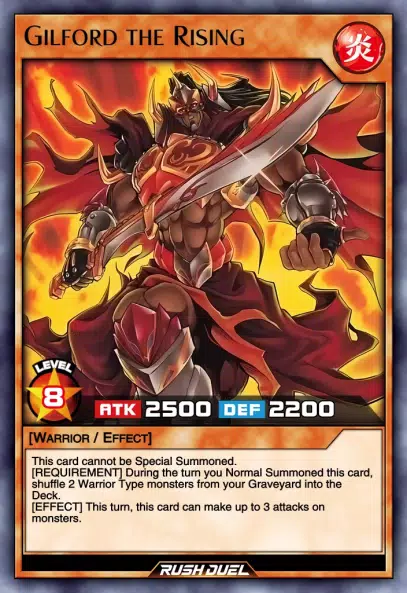 Gilford the Rising
炎
LEVEL
8
ATK 2500 DEF 2200
[Warrior / Effect]
This card cannot be Special Summoned.
[REQUIREMENT] During the turn you Normal Summoned this card,
shuffle 2 Warrior Type monsters from your Graveyard into the
Deck.
[EFFECT] This turn, this card can make up to 3 attacks on
monsters.
RUSH DUEL